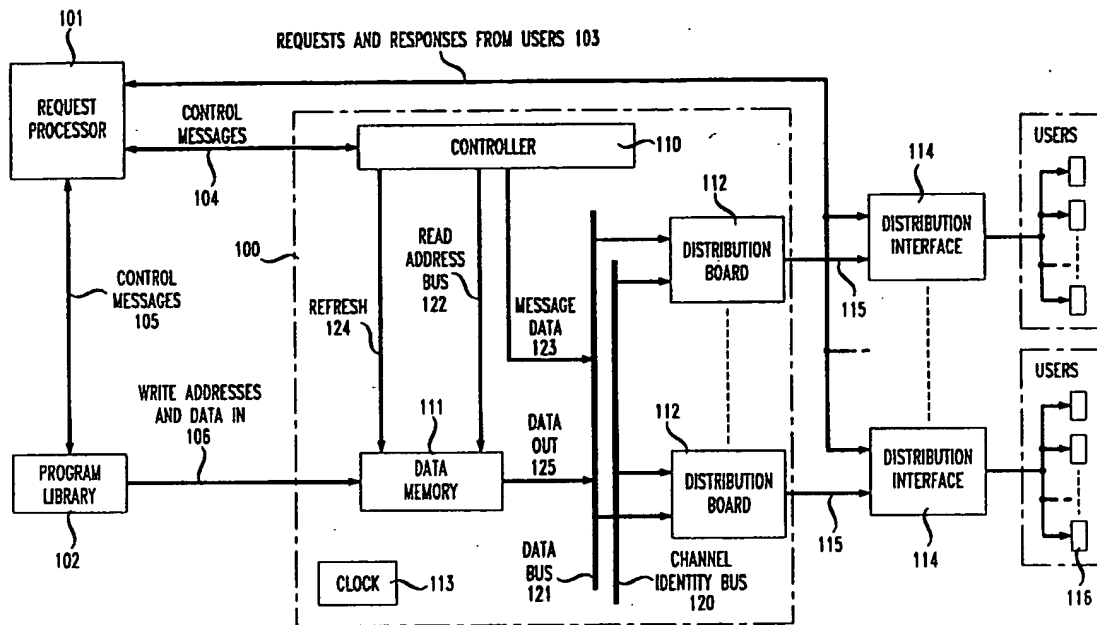 101
REQUESTS AND RESPONSES FROM USERS 103
REQUEST
PROCESSOR
CONTROL
MESSAGES
104
CONTROLLER
110
USERS
112
114
DISTRIBUTION
BOARD
DISTRIBUTION
INTERFACE
100
READ
ADDRESS
BUS
122
REFRESH
124
MESSAGE
DATA
123
115
CONTROL
MESSAGES
105
WRITE ADDRESSES
AND DATA IN
106
111
DATA
OUT
125
112
USERS
PROGRAM
LIBRARY
DATA
MEMORY
DISTRIBUTION
BOARD
DISTRIBUTION
INTERFACE
102
115
114
CLOCK
113
DATA
BUS
121
CHANNEL
IDENTITY BUS
120
116